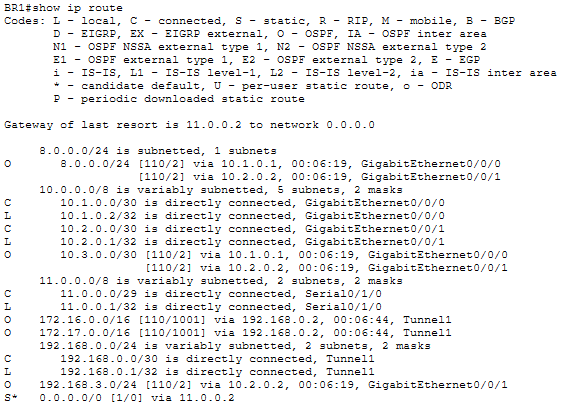 BR1#show ip route
Codes: L - local, C - connected, S - static, R - RIP, M - mobile, B - BGP
       D - EIGRP, EX - EIGRP external, O - OSPF, IA - OSPF inter area
       N1 - OSPF NSSA external type 1, N2 - OSPF NSSA external type 2
       E1 - OSPF external type 1, E2 - OSPF external type 2, E - EGP
       i - IS-IS, L1 - IS-IS level-1, L2 - IS-IS level-2, ia - IS-IS inter area
       * - candidate default, U - per-user static route, o - ODR
       P - periodic downloaded static route

Gateway of last resort is 11.0.0.2 to network 0.0.0.0

     8.0.0.0/24 is subnetted, 1 subnets
O       8.0.0.0/24 [110/2] via 10.1.0.1, 00:06:19, GigabitEthernet0/0/0
                   [110/2] via 10.2.0.2, 00:06:19, GigabitEthernet0/0/1
     10.0.0.0/8 is variably subnetted, 5 subnets, 2 masks
C       10.1.0.0/30 is directly connected, GigabitEthernet0/0/0
L       10.1.0.2/32 is directly connected, GigabitEthernet0/0/0
C       10.2.0.0/30 is directly connected, GigabitEthernet0/0/1
L       10.2.0.1/32 is directly connected, GigabitEthernet0/0/1
O       10.3.0.0/30 [110/2] via 10.1.0.1, 00:06:19, GigabitEthernet0/0/0
                    [110/2] via 10.2.0.2, 00:06:19, GigabitEthernet0/0/1
     11.0.0.0/8 is variably subnetted, 2 subnets, 2 masks
C       11.0.0.0/29 is directly connected, Serial0/1/0
L       11.0.0.1/32 is directly connected, Serial0/1/0
O    172.16.0.0/16 [110/1001] via 192.168.0.2, 00:06:44, Tunnel1
O    172.17.0.0/16 [110/1001] via 192.168.0.2, 00:06:44, Tunnel1
     192.168.0.0/24 is variably subnetted, 2 subnets, 2 masks
C       192.168.0.0/30 is directly connected, Tunnel1
L       192.168.0.1/32 is directly connected, Tunnel1
O    192.168.3.0/24 [110/2] via 10.2.0.2, 00:06:19, GigabitEthernet0/0/1
S*   0.0.0.0/0 [1/0] via 11.0.0.2